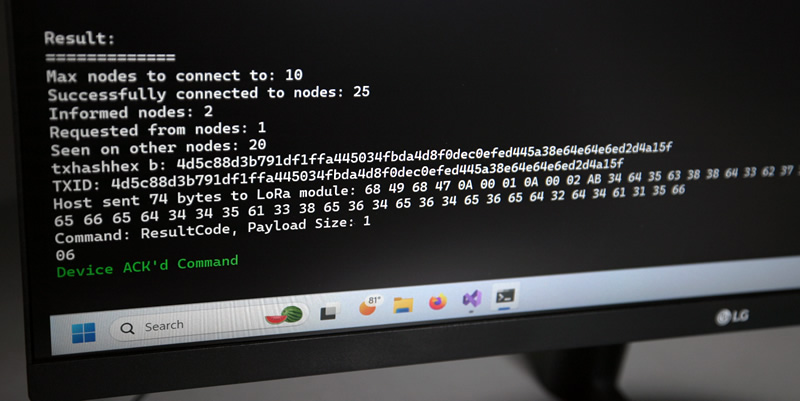 Result:
=============
Max nodes to connect to: 10
Successfully connected to nodes: 25
Informed nodes: 2
Requested from nodes: 1
Seen on other nodes: 20
txhashhex b: 4d5c88d3b791df1ffa445034fbda4d8f0dec0efed445a38e64e64e6ed2d4a15f
TXID: 4d5c88d3b791df1ffa445034fbda4d8f0dec0efed445a38e64e64e6ed2d4a15f
Host sent 74 bytes to LoRa module: 68 49 68 47 0A 00 01 0A 00 02 AB 34 64 35 63 38 38 64 33 62 37
65 66 65 64 34 34 35 61 33 38 65 36 34 65 36 34 65 36 65 64 32 64 34 61 31 35 66
Command: ResultCode, Payload Size: 1
06
Device ACK'd Command
Search
81°
LG